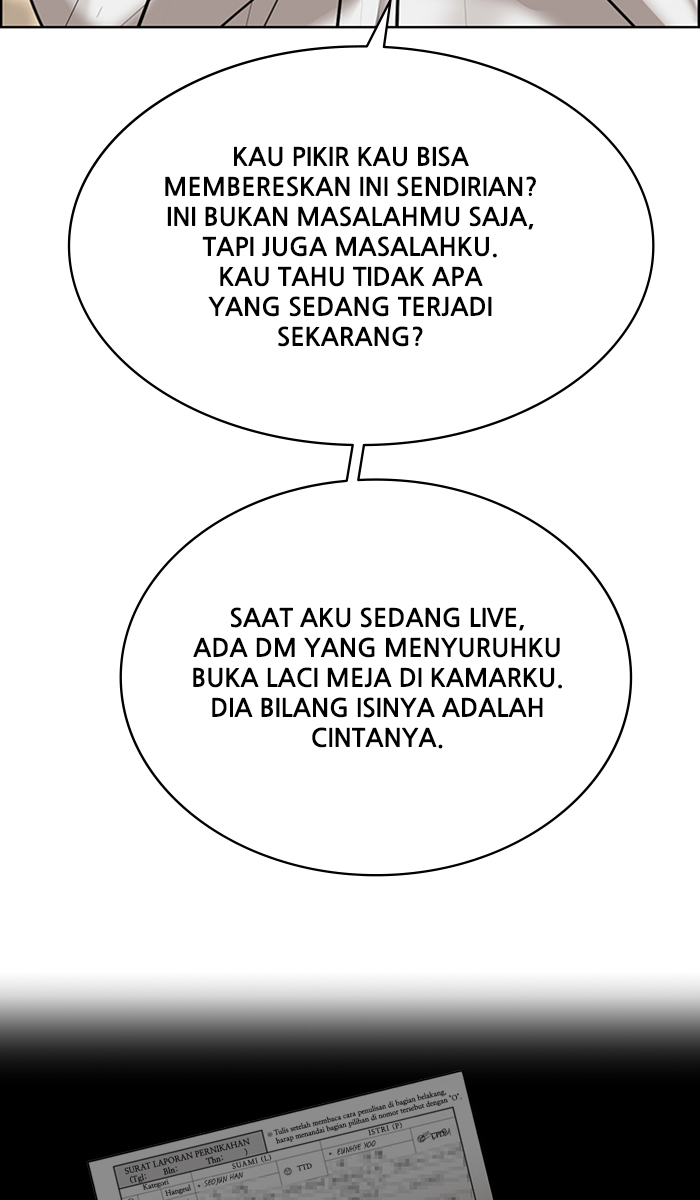 KAU PIKIR KAU BISA
MEMBERESKAN INI SENDIRIAN?
INI BUKAN MASALAHMU SAJA,
TAPI JUGA MASALAHKU.
KAU TAHU TIDAK APA
YANG SEDANG TERJADI
SEKARANG?
SAAT AKU SEDANG LIVE,
ADA DM YANG MENYURUHKU
BUKA LACI MEJA DI KAMARKU.
DIA BILANG ISINYA ADALAH
CINTANYA.
※ Tulis setelah membaca cara penulisan di bagian belakang,
harap menandai bagian pilihan di nomor tersebut dengan "O".
SURAT LAPORAN PERNIKAHAN
(Tgl: Bln: Thn: )
Kategori
SUAMI (L)
ISTRI (P)
Hangeul
• SEOJUN HAN
TTD
• EUNHYE YOO